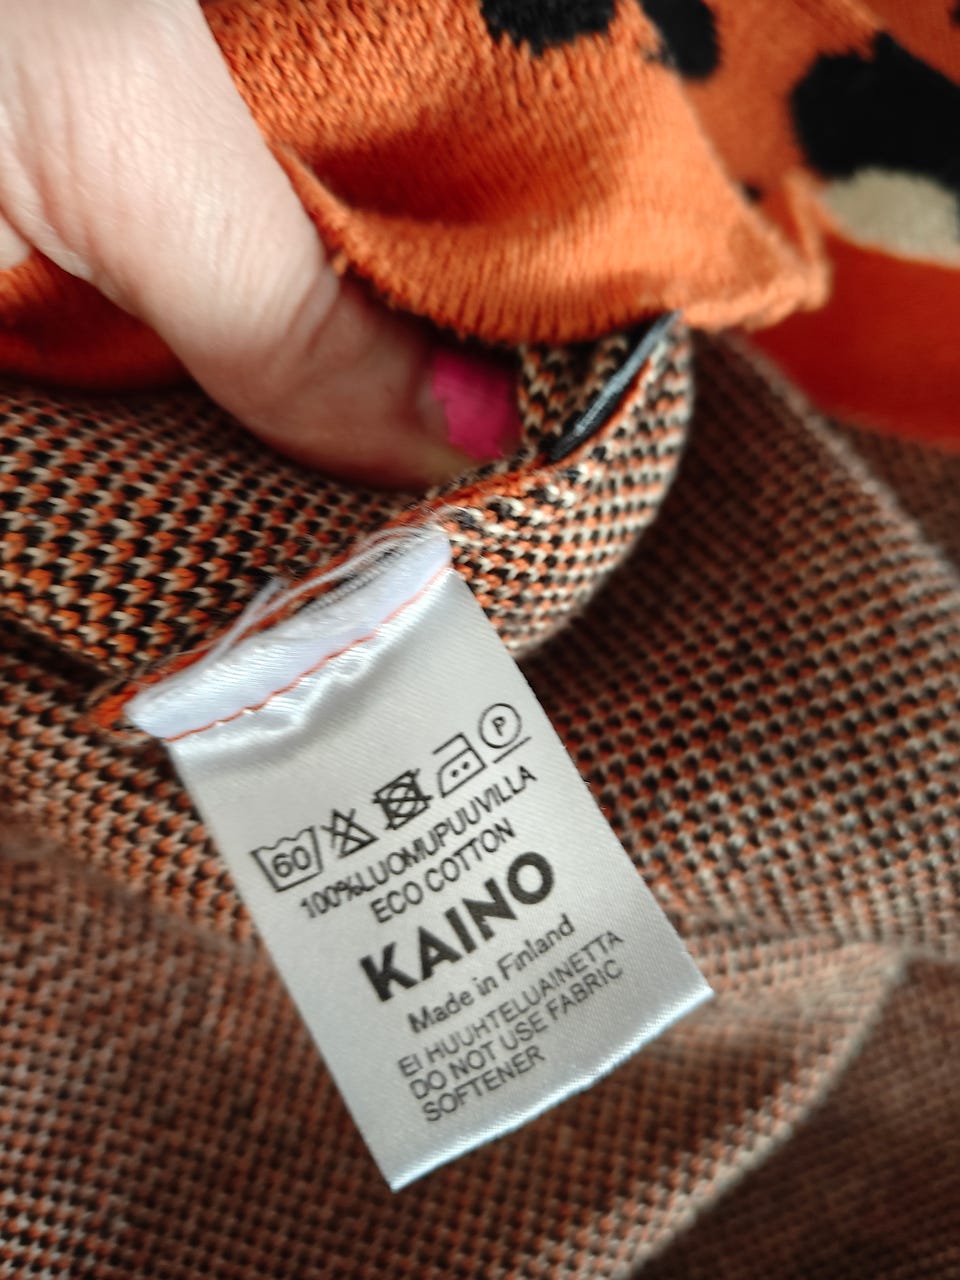 60 P
100%LUOMUPUUVILLA
ECO COTTON
KAINO
Made in Finland
EI HUUHTELUAINETTA
DO NOT USE FABRIC
SOFTENER